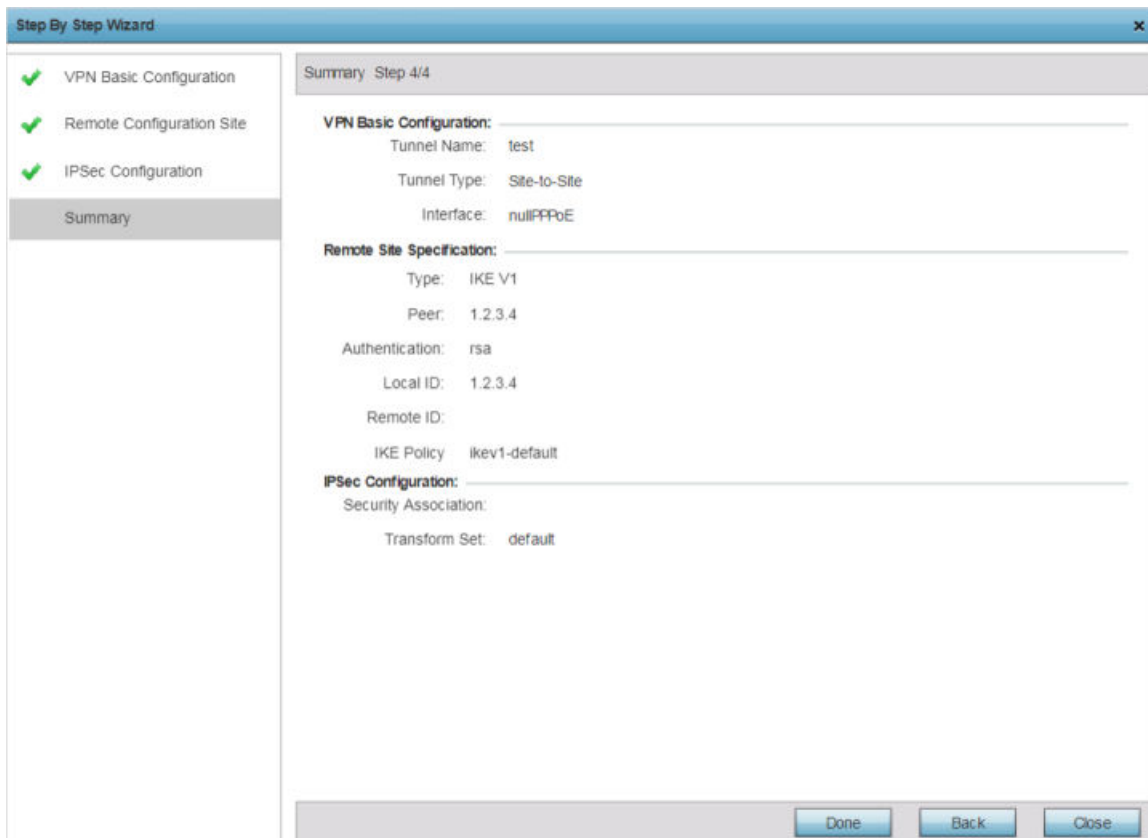 Step By Step Wizard
x
VPN Basic Configuration
Remote Configuration Site
IPSec Configuration
Summary
Summary Step 4/4
VPN Basic Configuration:
Tunnel Name: test
Tunnel Type: Site-to-Site
Interface: nullPPPoE
Remote Site Specification:
Type: IKE V1
Peer: 1.2.3.4
Authentication: rsa
Local ID: 1.2.3.4
Remote ID:
IKE Policy ikev1-default
IPSec Configuration:
Security Association:
Transform Set: default
Done Back Close